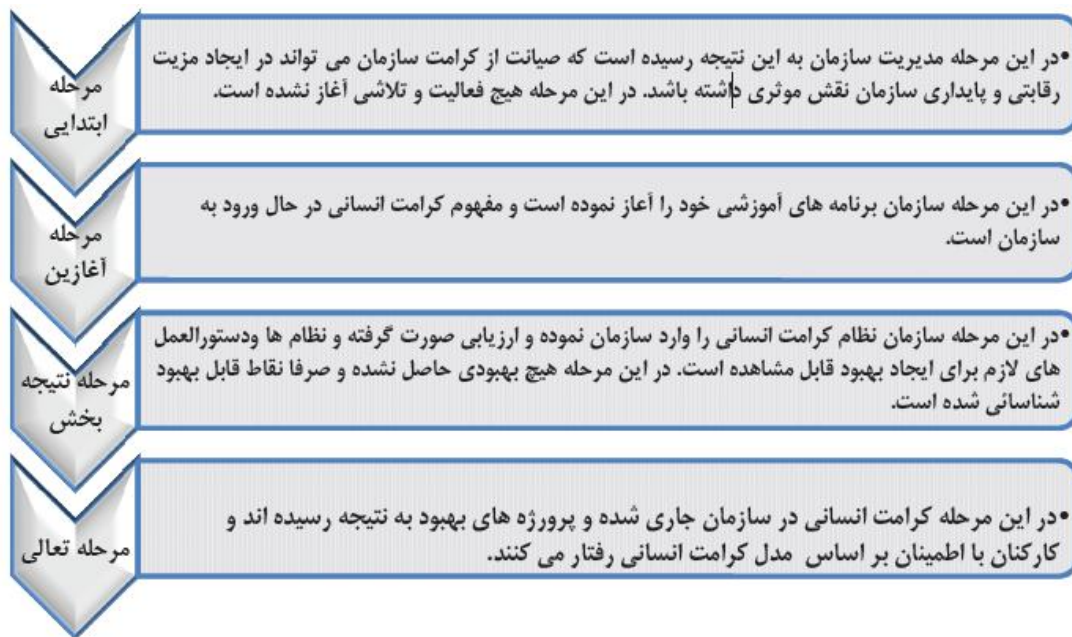 مرحله
ابتدایی
•در این مرحله مدیریت سازمان به این نتیجه رسیده است که صیانت از کرامت سازمان می تواند در ایجاد مزیت
رقابتی و پایداری سازمان نقش موثری داشته باشد. در این مرحله هیچ فعالیت و تلاشی آغاز نشده است.
مرحله
آغازین
•در این مرحله سازمان برنامه های آموزشی خود را آعاز نموده است و مفهوم کرامت انسانی در حال ورود به
سازمان است.
مرحله نتیجه
بخش
•در این مرحله سازمان نظام کرامت انسانی را وارد سازمان نموده و ارزیابی صورت گرفته و نظام ها ودستورالعمل
های لازم برای ایجاد بهبود قابل مشاهده است. در این مرحله هیچ بهبودی حاصل نشده و صرفا نقاط قابل بهبود
شناسائی شده است.
مرحله تعالی
•در این مرحله کرامت انسانی در سازمان جاری شده و پرورژه های بهبود به نتیجه رسیده اند و
کارکنان با اطمینان بر اساس مدل کرامت انسانی رفتار می کنند.